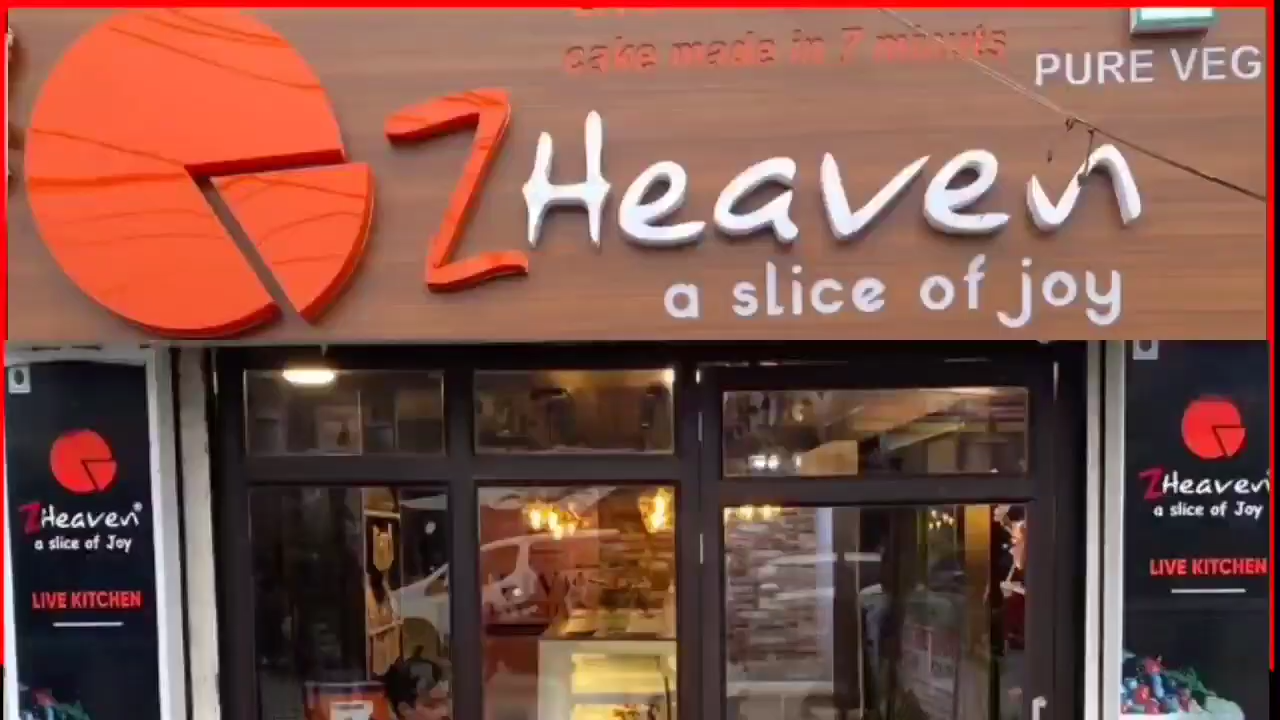 cake made in 7 minuts
PURE VEG
ZHeaven
a slice of joy
ZHeaven
a slice of Joy
LIVE KITCHEN
ZHeaven
a slice of Joy
LIVE KITCHEN